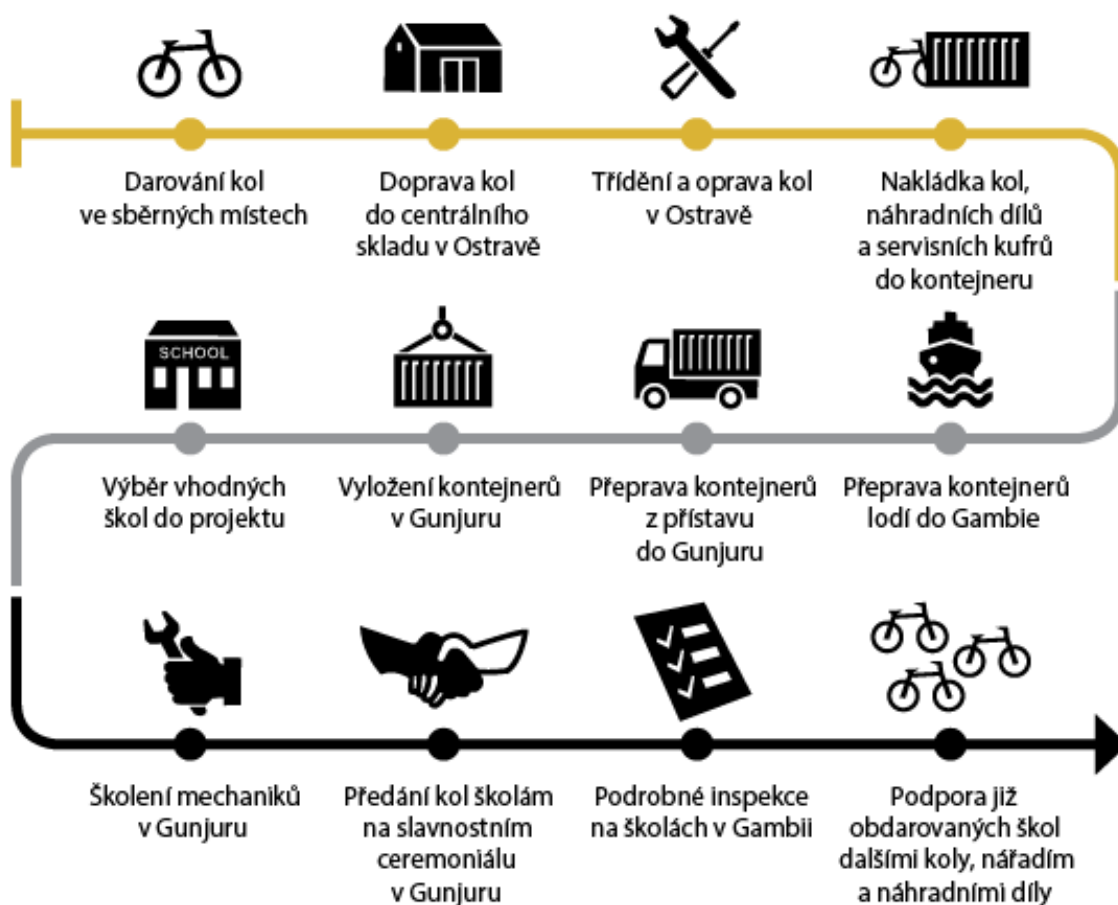 Darování kol
ve sběrných místech
Doprava kol
do centrálního
skladu v Ostravě
Třídění a oprava kol
v Ostravě
Nakládka kol,
náhradních dílů
a servisních kufrů
do kontejneru
SCHOOL
Výběr vhodných
škol do projektu
Vyložení kontejnerů
v Gunjuru
Přeprava kontejnerů
z přístavu
do Gunjuru
Přeprava kontejnerů
lodí do Gambie
Školení mechaniků
v Gunjuru
Předání kol školám
na slavnostním
ceremoniálu
v Gunjuru
Podrobné inspekce
na školách v Gambii
Podpora již
obdarovaných škol
dalšími koly, nářadím
a náhradními díly